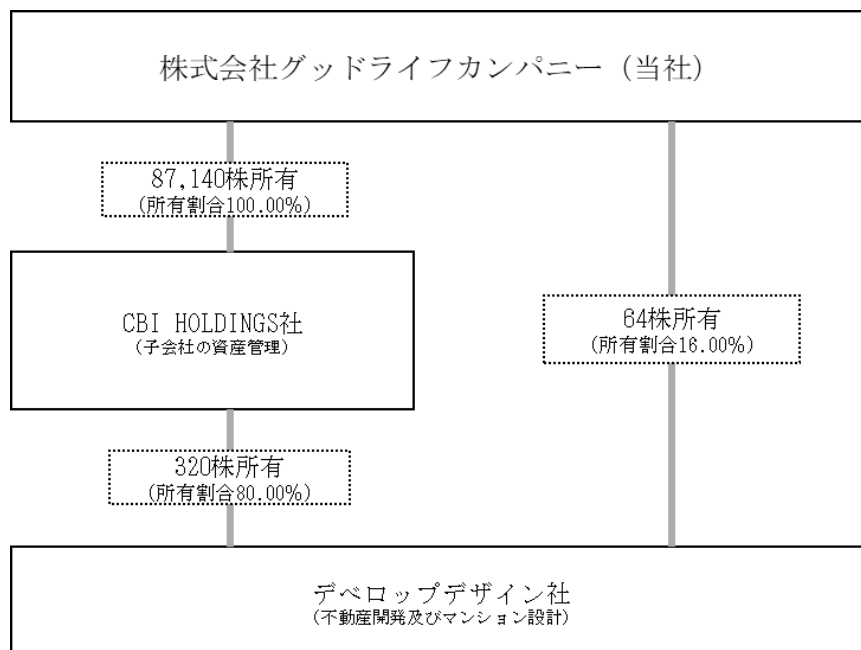 株式会社グッドライフカンパニー（当社）
87,140株所有
(所有割合100.00%)
CBI HOLDINGS社
(子会社の資産管理)
64株所有
(所有割合16.00%)
320株所有
(所有割合80.00%)
デベロップデザイン社
(不動産開発及びマンション設計)